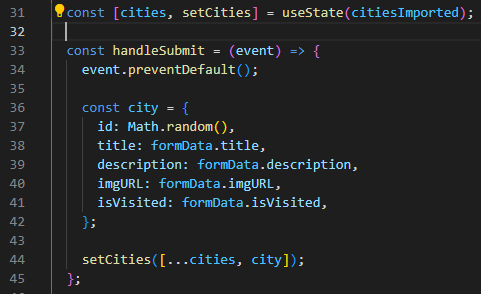 31 const [cities, setCities] = useState(citiesImported);
32
33 const handleSubmit = (event) => {
34   event.preventDefault();
35
36   const city = {
37     id: Math.random(),
38     title: formData.title,
39     description: formData.description,
40     imgURL: formData.imgURL,
41     isVisited: formData.isVisited,
42   };
43
44   setCities([...cities, city]);
45 };